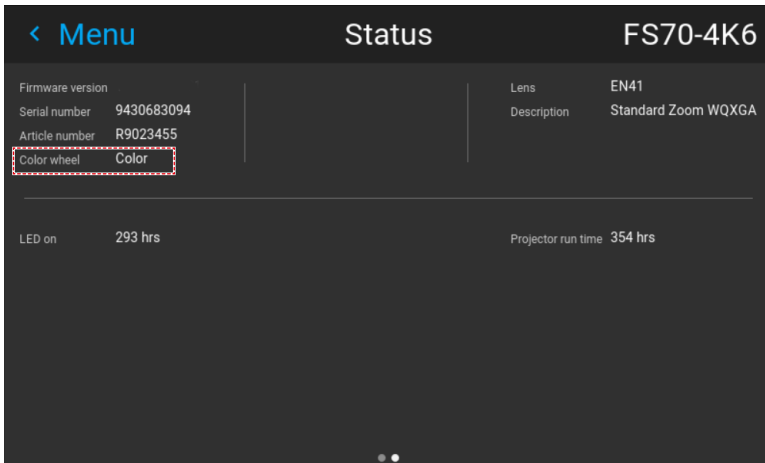 < Menu Status FS70-4K6
Firmware version
Serial number 9430683094
Article number R9023455
Color wheel Color
Lens EN41
Description Standard Zoom WQXGA
LED on 293 hrs
Projector run time 354 hrs